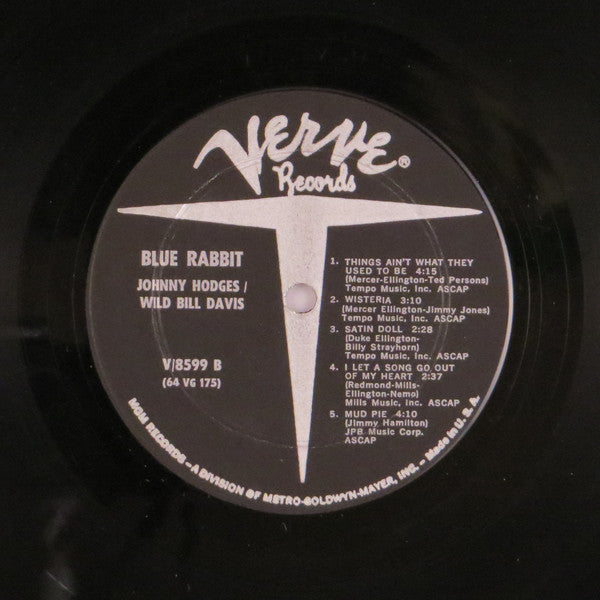 Verve®
Records
BLUE RABBIT
JOHNNY HODGES /
WILD BILL DAVIS
V/8599 B
(64 VG 175)
1. THINGS AIN'T WHAT THEY
USED TO BE 4:15
(Mercer-Ellington-Ted Persons)
Tempo Music, Inc. ASCAP
2. WISTERIA 3:10
(Mercer Ellington-Jimmy Jones)
Tempo Music, Inc. ASCAP
3. SATIN DOLL 2:28
(Duke Ellington-
Billy Strayhorn)
Tempo Music, Inc. ASCAP
4. I LET A SONG GO OUT
OF MY HEART 2:37
(Redmond-Mills-
Ellington-Nemo)
Mills Music, Inc. ASCAP
5. MUD PIE 4:10
(Jimmy Hamilton)
JPB Music Corp.
ASCAP
MGM RECORDS - A DIVISION OF METRO-GOLDWYN-MAYER, INC. - Made in U. S. A.